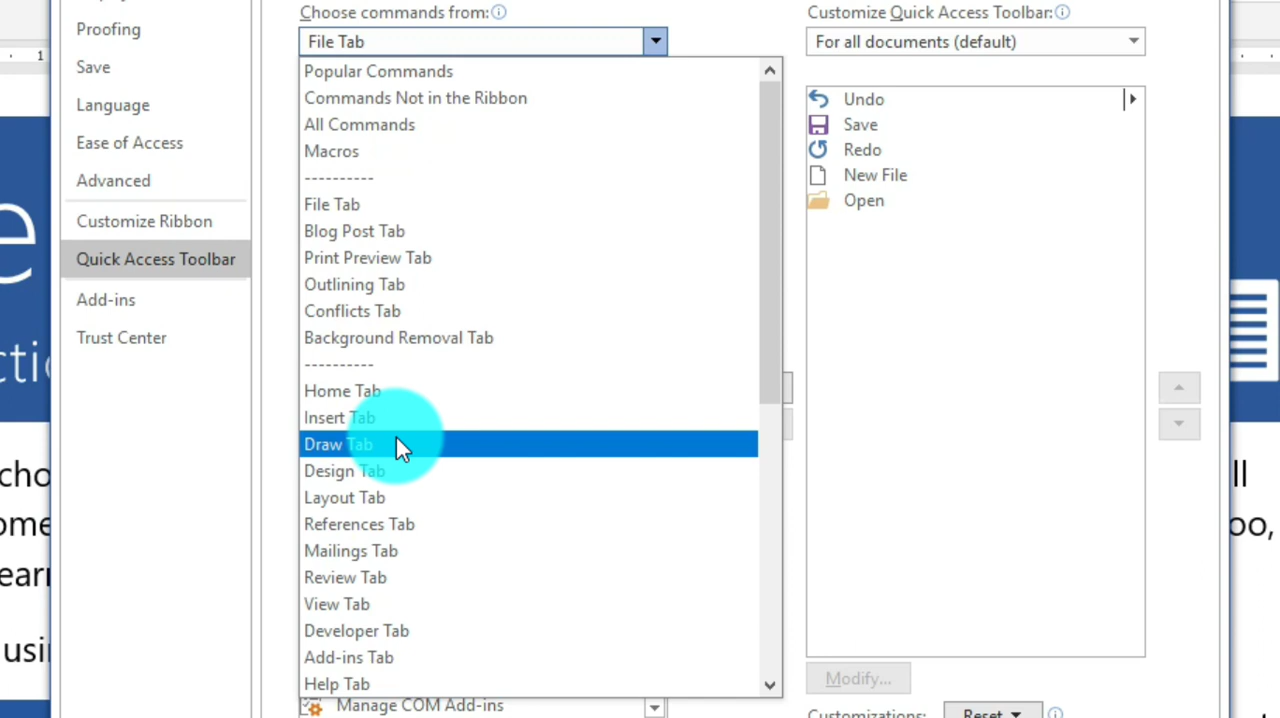 Proofing
Save
Language
Ease of Access
Advanced
Customize Ribbon
Quick Access Toolbar
Add-ins
Trust Center
Choose commands from:
File Tab
Popular Commands
Commands Not in the Ribbon
All Commands
Macros
----------
File Tab
Blog Post Tab
Print Preview Tab
Outlining Tab
Conflicts Tab
Background Removal Tab
----------
Home Tab
Insert Tab
Draw Tab
Design Tab
Layout Tab
References Tab
Mailings Tab
Review Tab
View Tab
Developer Tab
Add-ins Tab
Help Tab
Manage COM Add-ins
Customize Quick Access Toolbar:
For all documents (default)
Undo
Save
Redo
New File
Open
Modify...
Customizations:
Reset